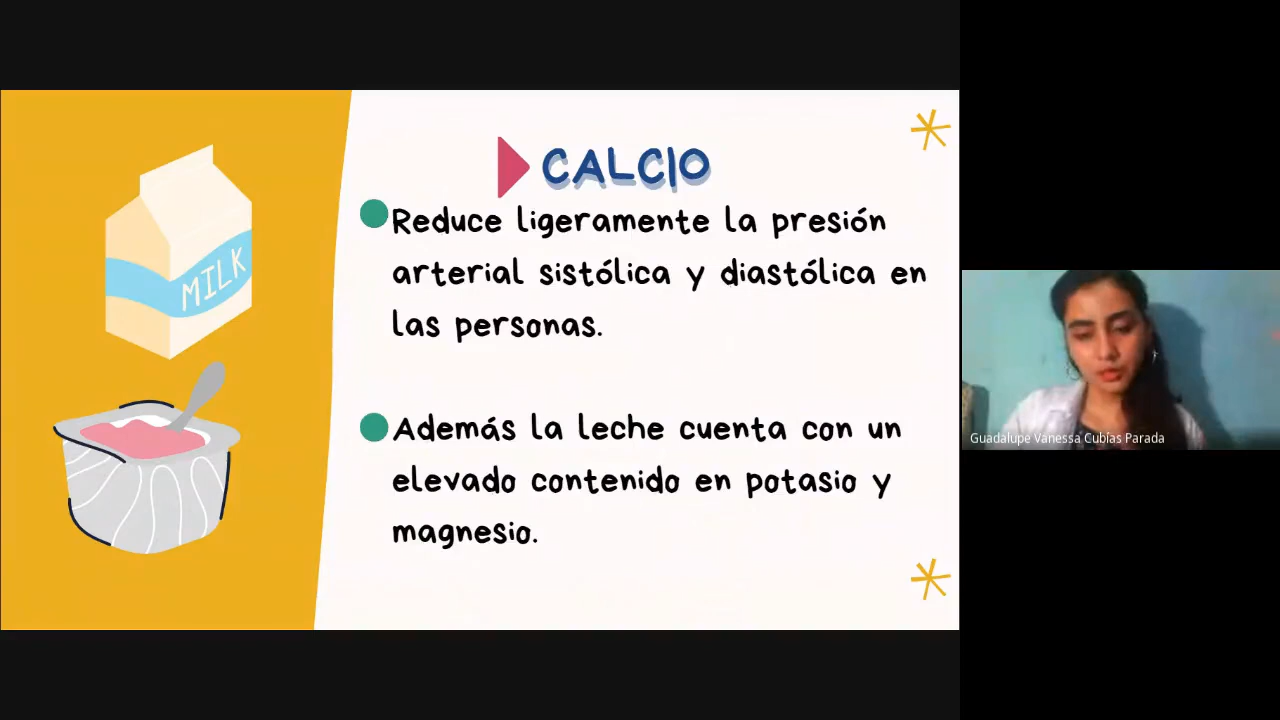 CALCIO
Reduce ligeramente la presión
arterial sistólica y diastólica en
las personas.
Además la leche cuenta con un
elevado contenido en potasio y
magnesio.
MILK
Guadalupe Vanessa Cubías Parada